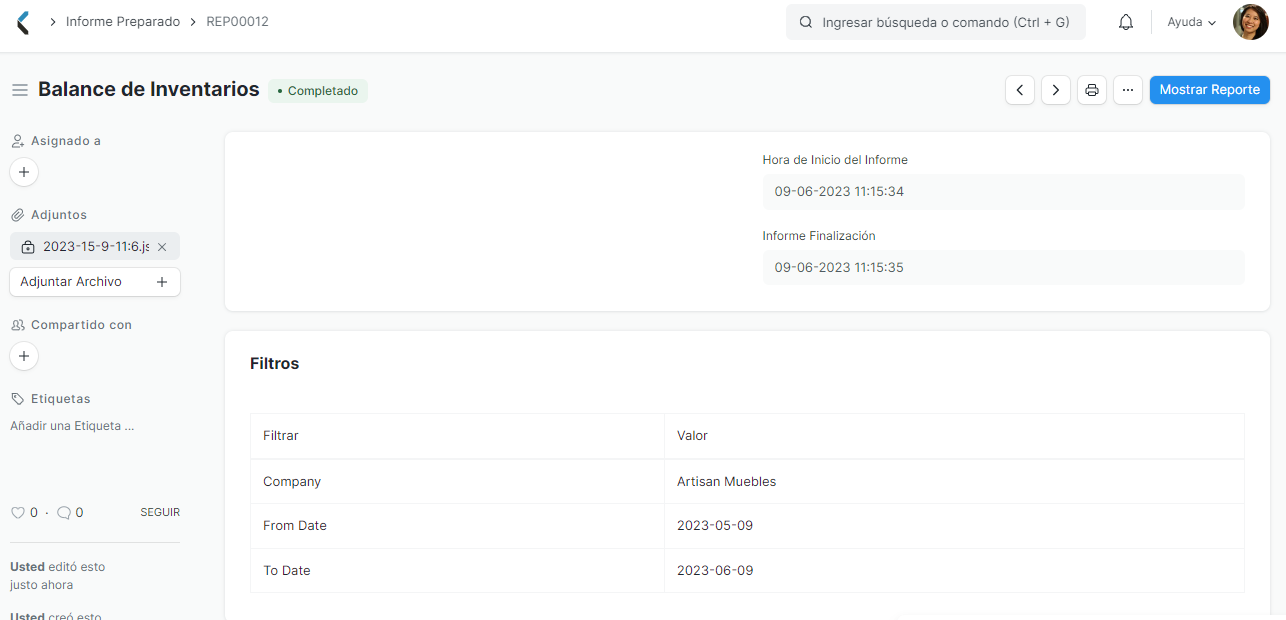 Informe Preparado
REP00012
Ingresar búsqueda o comando (Ctrl + G)
Ayuda
Balance de Inventarios
Completado
Mostrar Reporte
Asignado a
Adjuntos
2023-15-9-11:6.js
Adjuntar Archivo
Compartido con
Etiquetas
Añadir una Etiqueta ...
0 · 0
SEGUIR
Usted editó esto
justo ahora
Usted creó esto
Hora de Inicio del Informe
09-06-2023 11:15:34
Informe Finalización
09-06-2023 11:15:35
Filtros
Filtrar Valor
Company Artisan Muebles
From Date 2023-05-09
To Date 2023-06-09